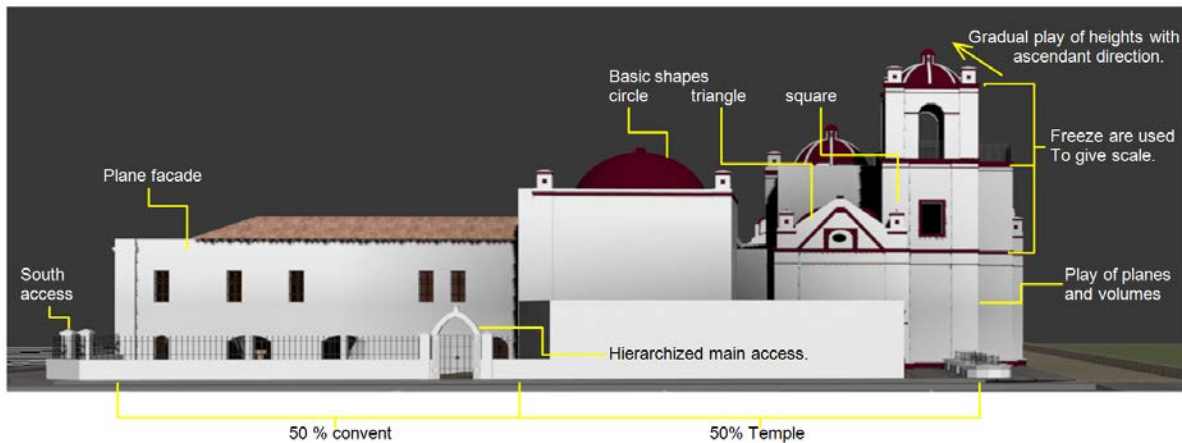 Gradual play of heights with
ascendant direction.
Basic shapes
circle
triangle
square
Freeze are used
To give scale.
Plane facade
South
access
Play of planes
and volumes
Hierarchized main access.
50 % convent
50% Temple